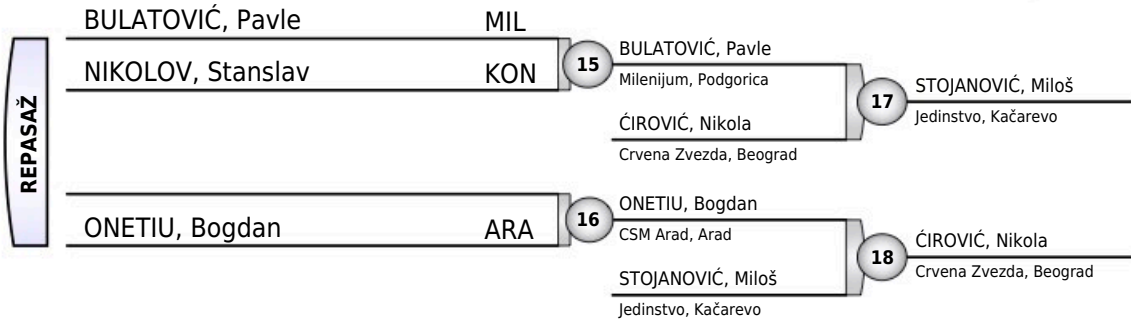 BULATOVIĆ, Pavle MIL
NIKOLOV, Stanslav KON
REPASAŽ
15
BULATOVIĆ, Pavle
Milenijum, Podgorica
ĆIROVIĆ, Nikola
Crvena Zvezda, Beograd
17
STOJANOVIĆ, Miloš
Jedinstvo, Kačarevo
ONETIU, Bogdan ARA
16
ONETIU, Bogdan
CSM Arad, Arad
STOJANOVIĆ, Miloš
Jedinstvo, Kačarevo
18
ĆIROVIĆ, Nikola
Crvena Zvezda, Beograd